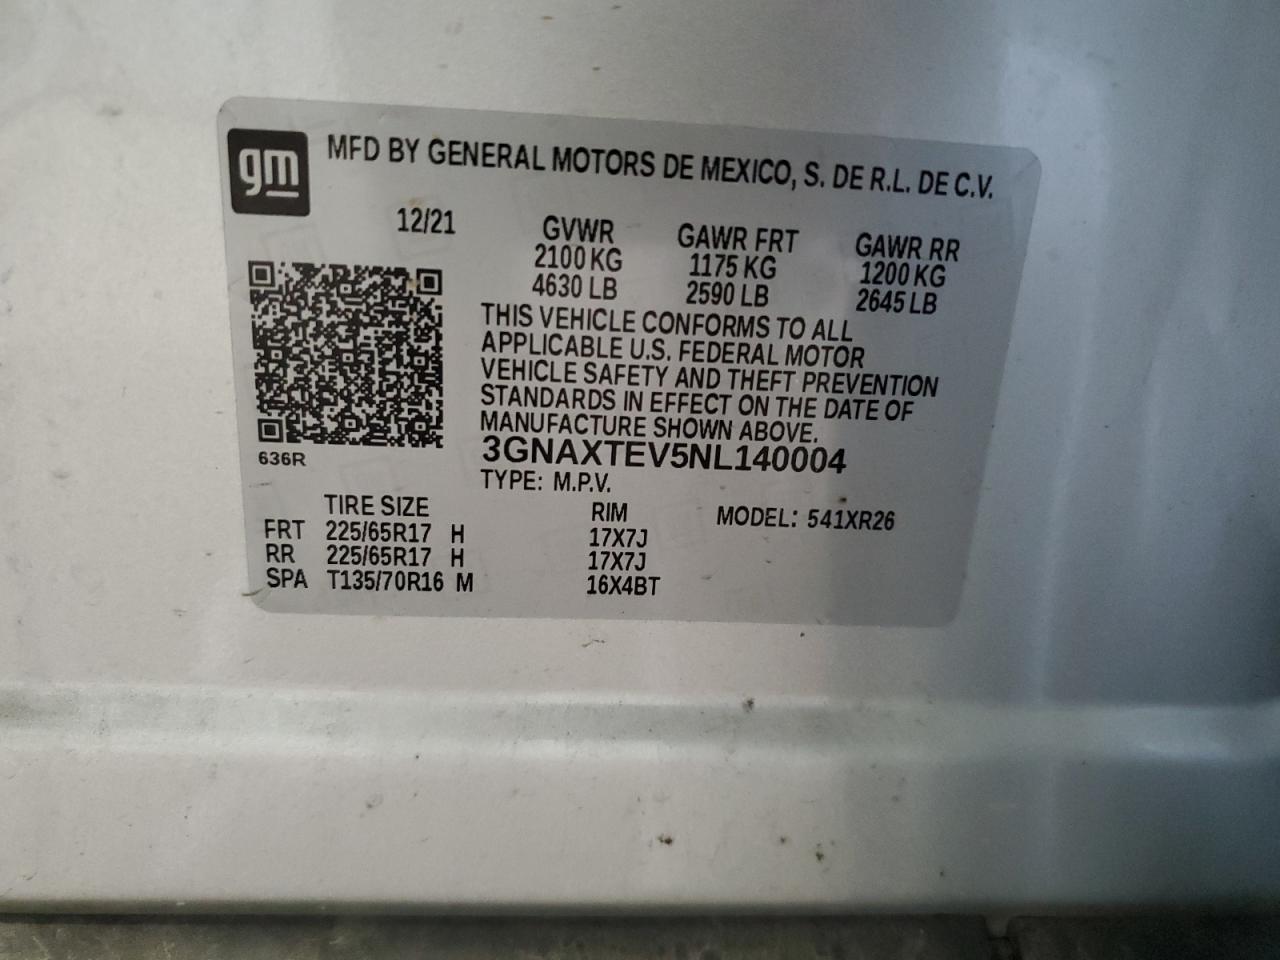 gm
MFD BY GENERAL MOTORS DE MEXICO, S. DE R.L. DE C.V.
12/21 GVWR GAWR FRT GAWR RR
2100 KG 1175 KG 1200 KG
4630 LB 2590 LB 2645 LB
THIS VEHICLE CONFORMS TO ALL
APPLICABLE U.S. FEDERAL MOTOR
VEHICLE SAFETY AND THEFT PREVENTION
STANDARDS IN EFFECT ON THE DATE OF
MANUFACTURE SHOWN ABOVE.
636R
3GNAXTEV5NL140004
TYPE: M.P.V.
TIRE SIZE RIM MODEL: 541XR26
FRT 225/65R17 H 17X7J
RR 225/65R17 H 17X7J
SPA T135/70R16 M 16X4BT